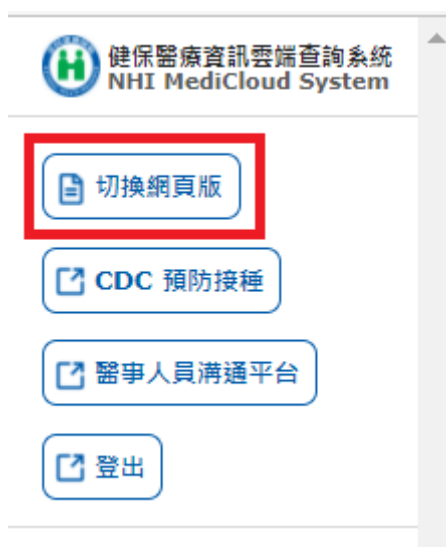 健保醫療資訊雲端查詢系統
NHI MediCloud System
切換網頁版
CDC 預防接種
醫事人員溝通平台
登出